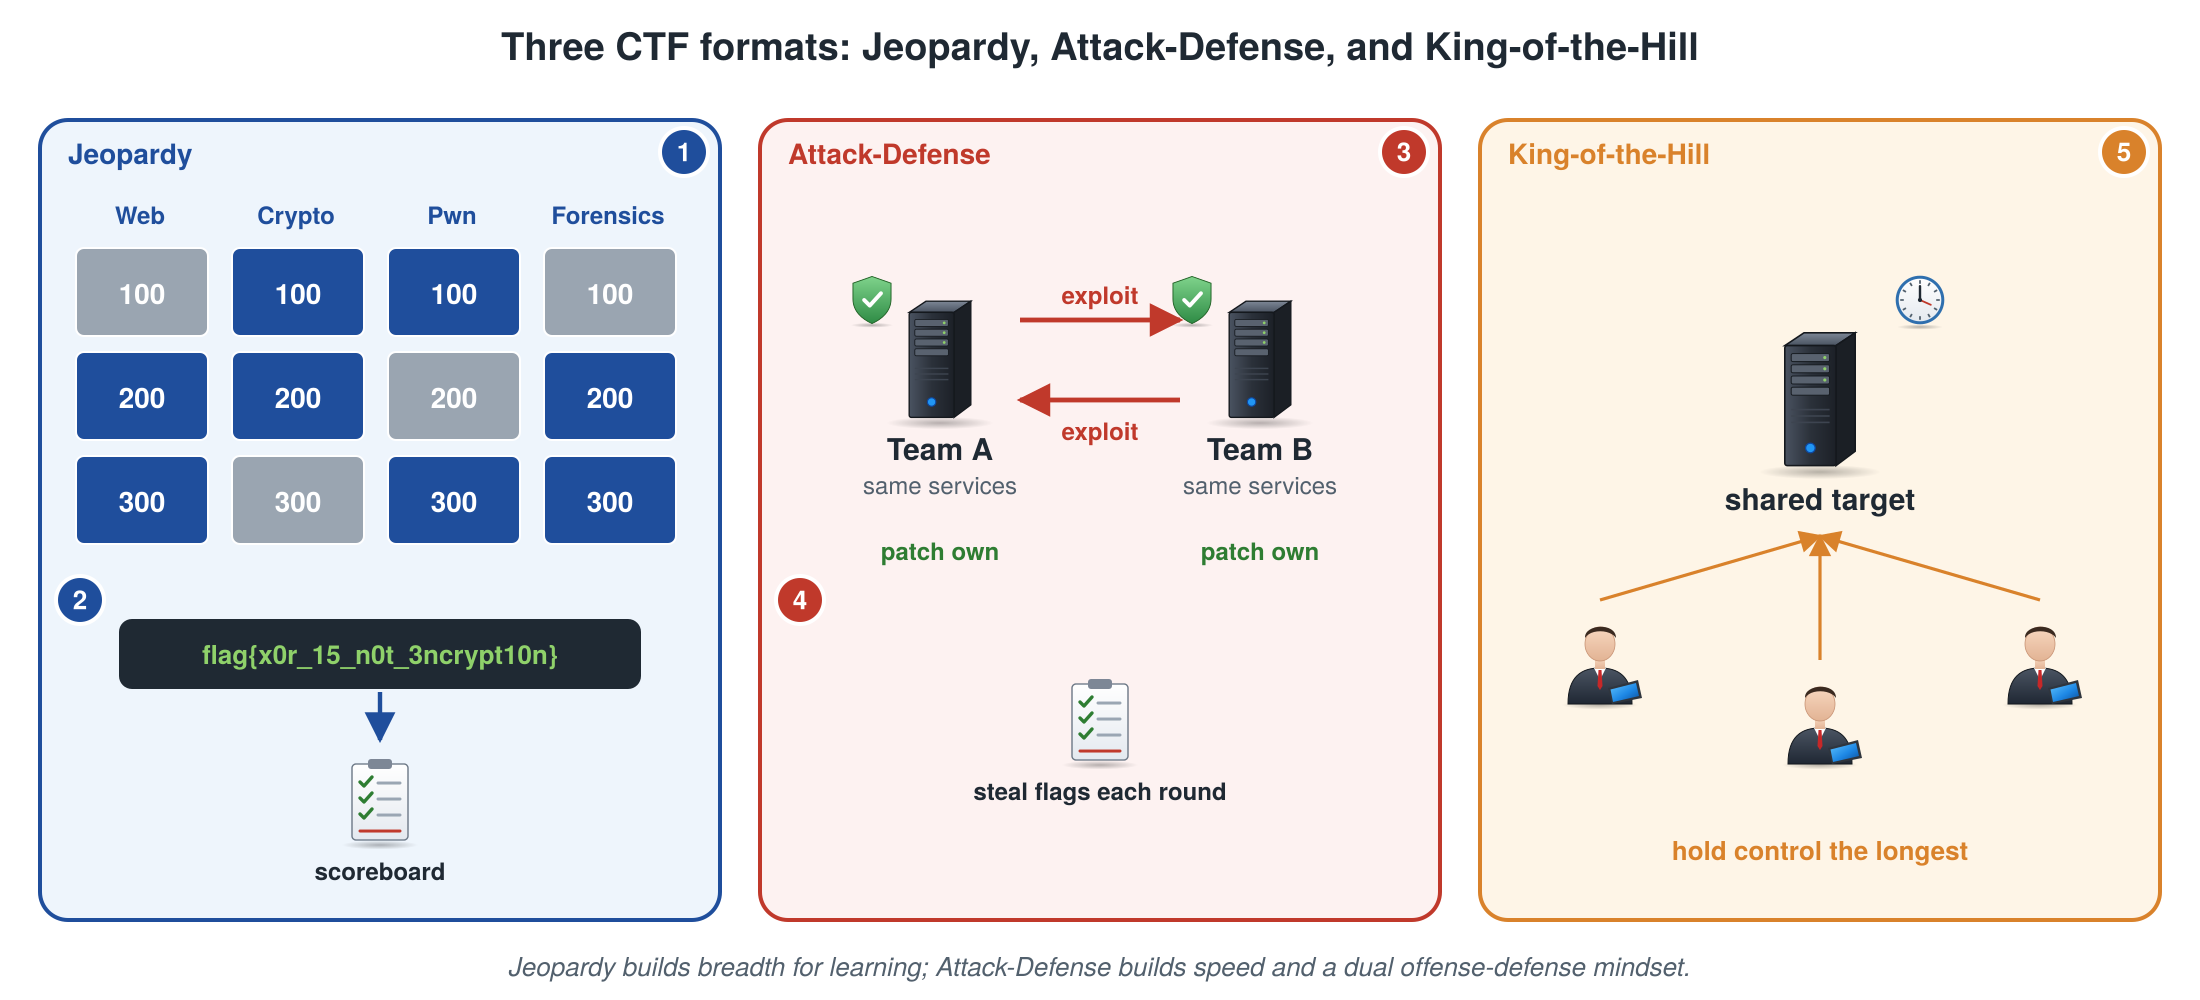 Three CTF formats: Jeopardy, Attack-Defense, and King-of-the-Hill
Jeopardy
1
Web Crypto Pwn Forensics
100 100 100 100
200 200 200 200
300 300 300 300
2
flag{x0r_15_n0t_3ncrypt10n}
scoreboard
Attack-Defense
3
exploit
exploit
Team A
same services
patch own
Team B
same services
patch own
4
steal flags each round
King-of-the-Hill
5
shared target
hold control the longest
Jeopardy builds breadth for learning; Attack-Defense builds speed and a dual offense-defense mindset.